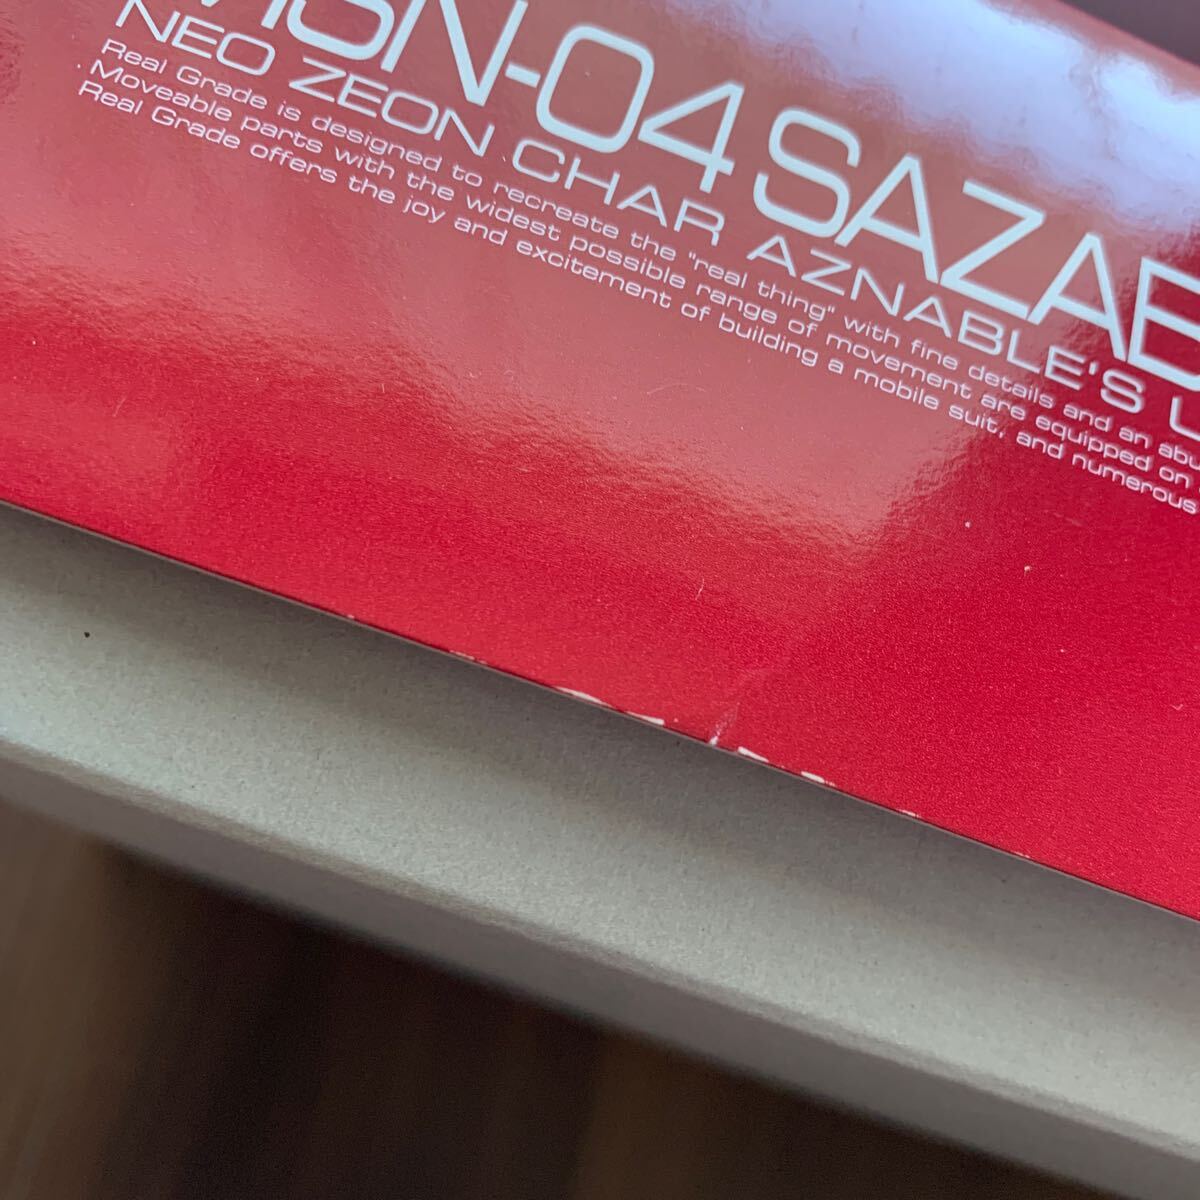 MSN-04 SAZAB
NEO ZEON CHAR AZNABLE'S U
Real Grade is designed to recreate the "real thing" with fine details and an abu
Moveable parts with the widest possible range of movement are equipped on
Real Grade offers the joy and excitement of building a mobile suit, and numerous